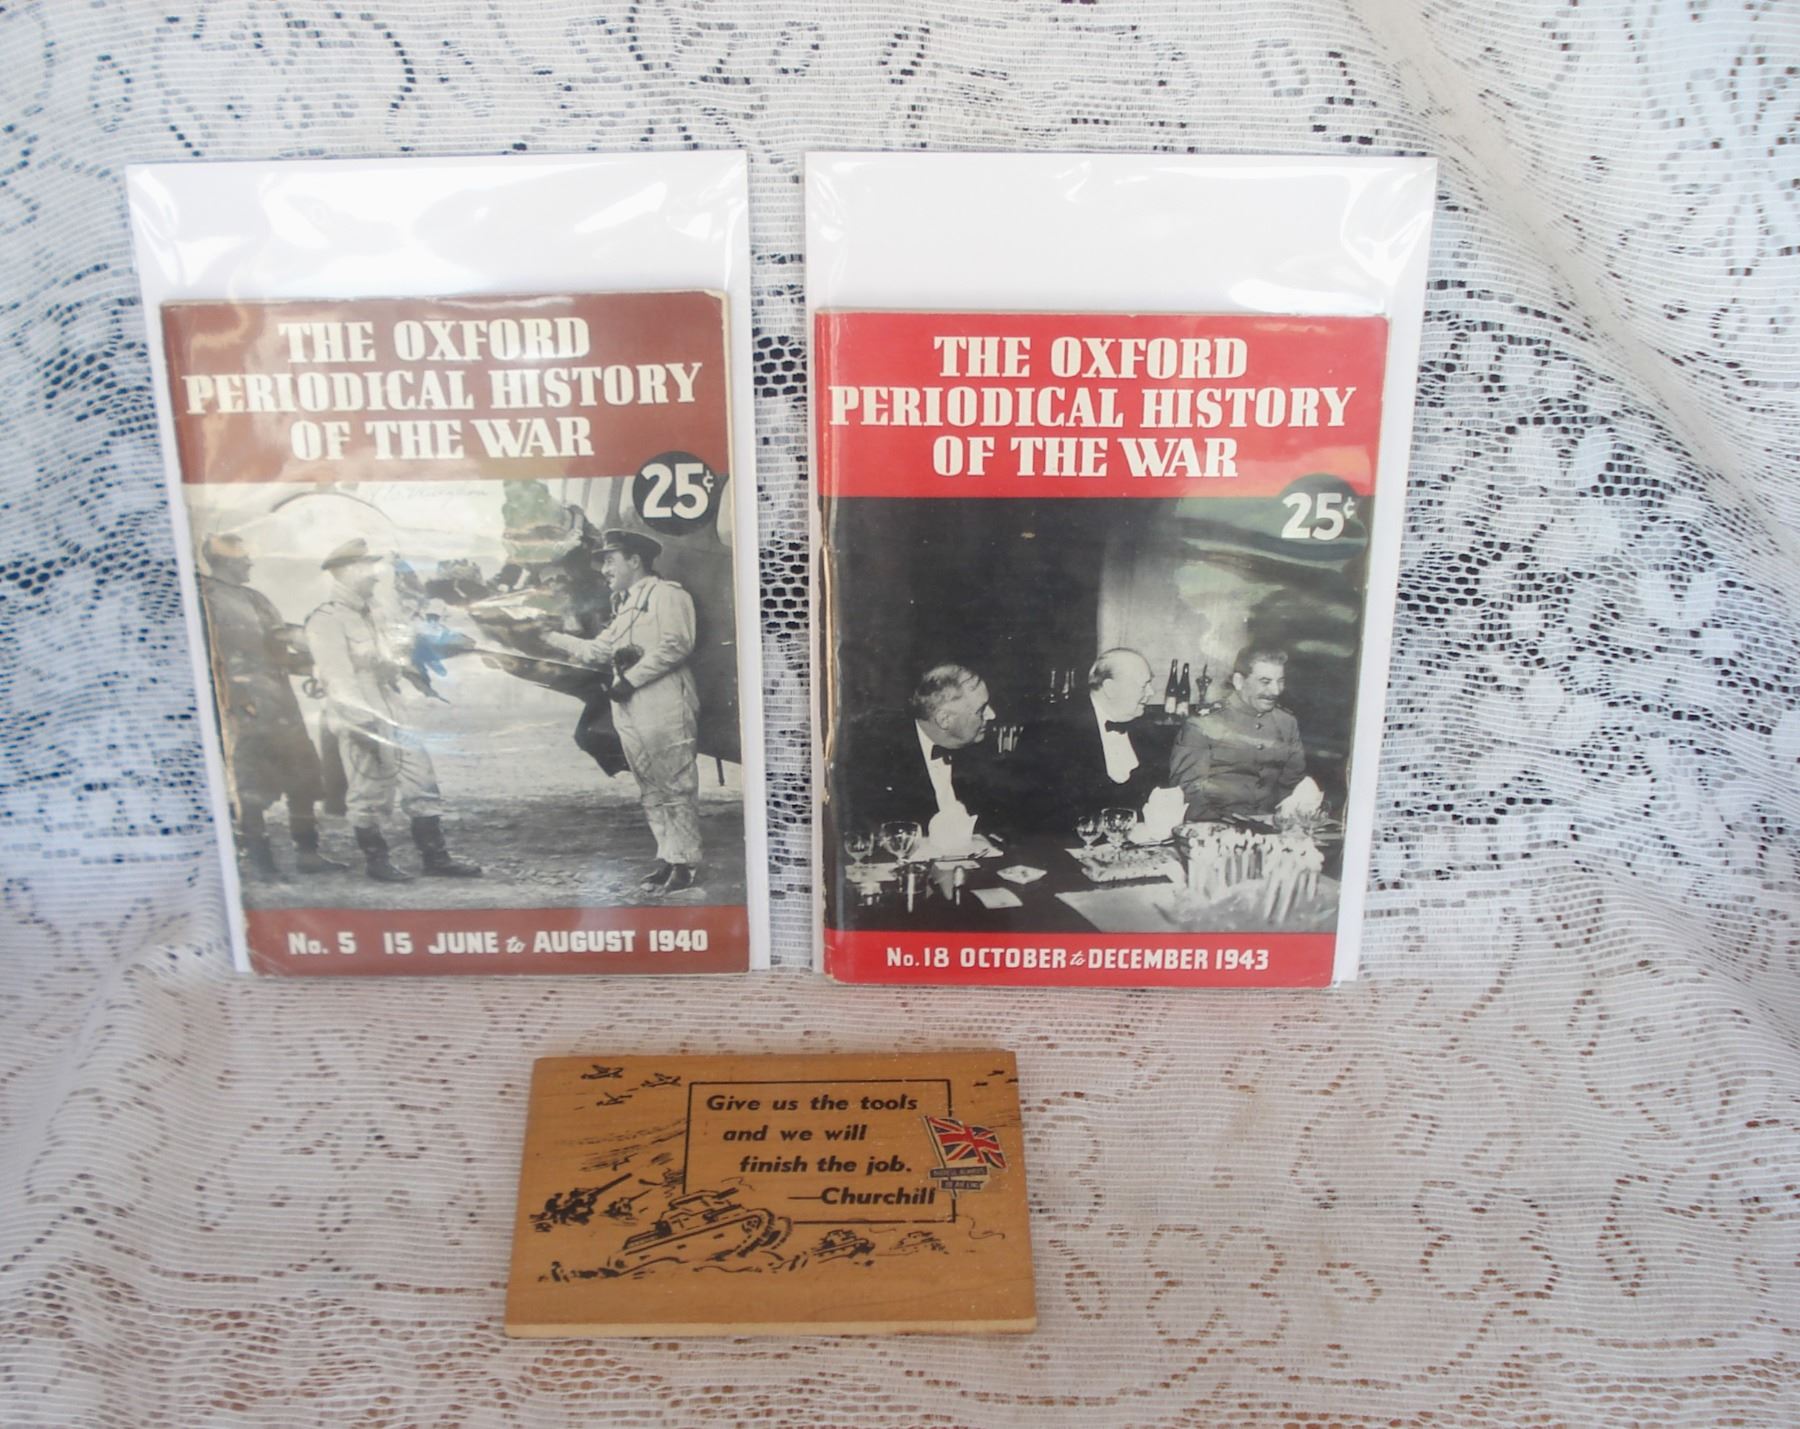 THE OXFORD
PERIODICAL HISTORY
OF THE WAR
25¢
No. 5 15 JUNE to AUGUST 1940
THE OXFORD
PERIODICAL HISTORY
OF THE WAR
25¢
No. 18 OCTOBER to DECEMBER 1943
Give us the tools
and we will
finish the job.
—Churchill